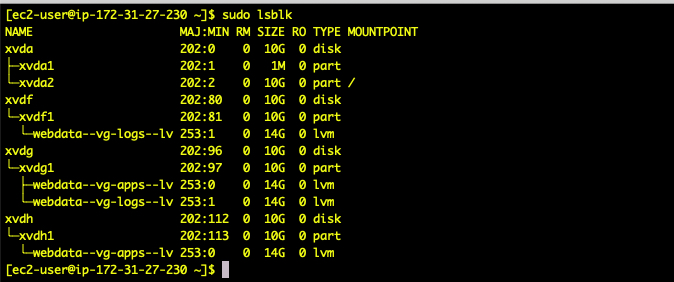 [ec2-user@ip-172-31-27-230 ~]$ sudo lsblk
NAME                     MAJ:MIN RM SIZE RO TYPE MOUNTPOINT
xvda                     202:0    0  10G  0 disk
├─xvda1                  202:1    0   1M  0 part
└─xvda2                  202:2    0  10G  0 part /
xvdf                     202:80   0  10G  0 disk
└─xvdf1                  202:81   0  10G  0 part
  └─webdata--vg-logs--lv 253:1    0  14G  0 lvm
xvdg                     202:96   0  10G  0 disk
└─xvdg1                  202:97   0  10G  0 part
  ├─webdata--vg-apps--lv 253:0    0  14G  0 lvm
  └─webdata--vg-logs--lv 253:1    0  14G  0 lvm
xvdh                     202:112  0  10G  0 disk
└─xvdh1                  202:113  0  10G  0 part
  └─webdata--vg-apps--lv 253:0    0  14G  0 lvm
[ec2-user@ip-172-31-27-230 ~]$